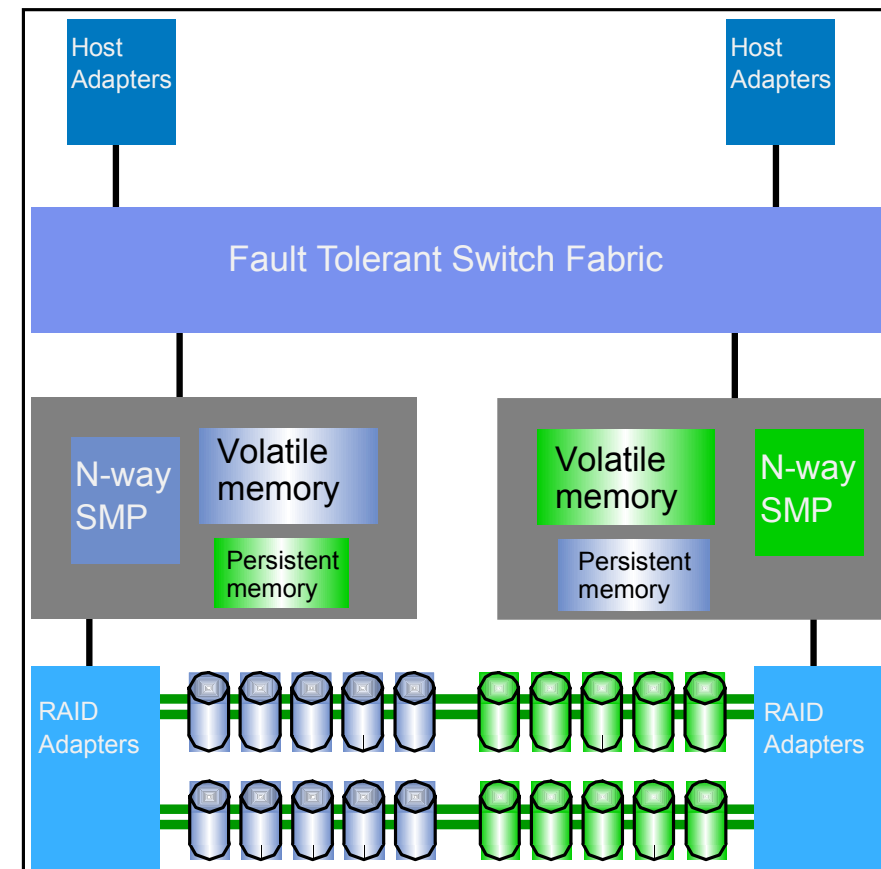 Host
Adapters
Host
Adapters
Fault Tolerant Switch Fabric
N-way
SMP
Volatile
memory
Persistent
memory
Volatile
memory
Persistent
memory
N-way
SMP
RAID
Adapters
RAID
Adapters